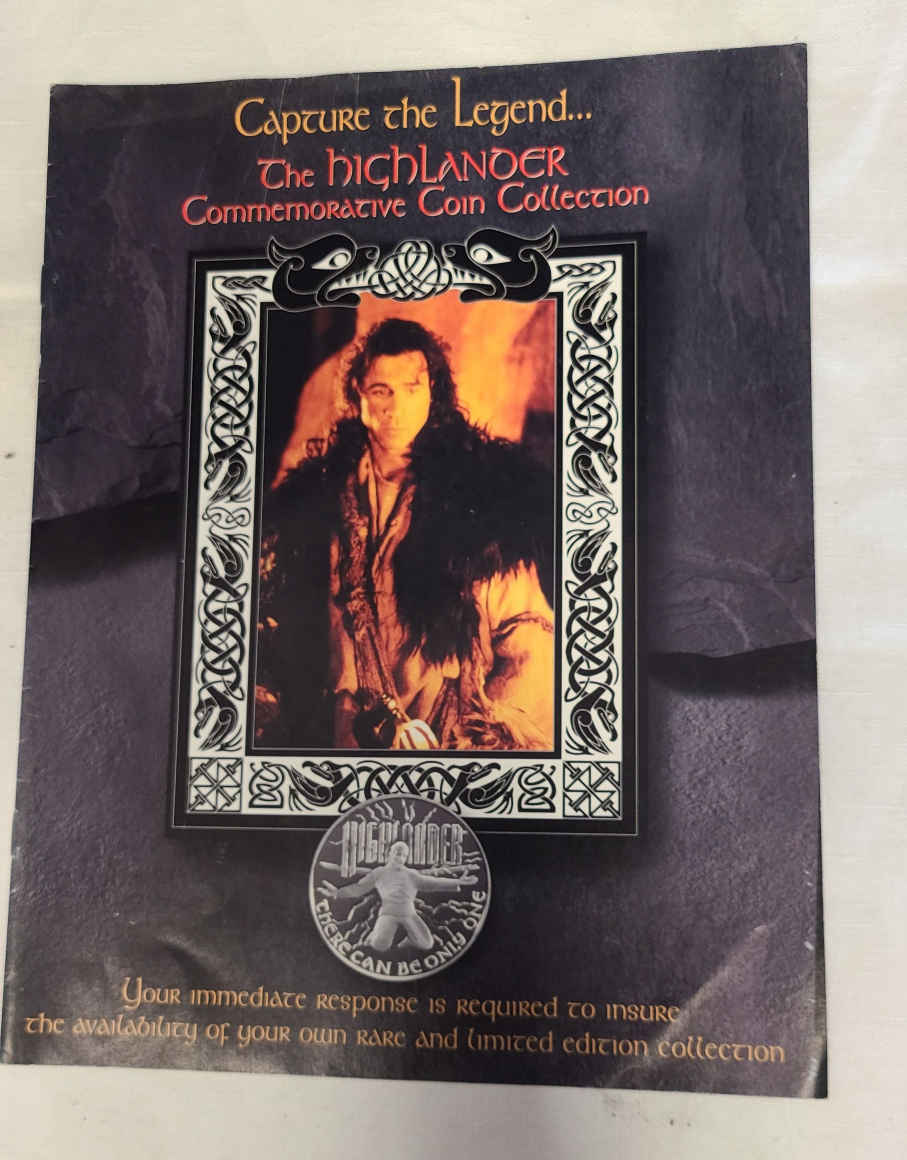 Capture the Legend...
The HIGHLANDER
Commemorative Coin Collection
HIGHLANDER
THERE CAN BE ONLY ONE
Your immediate response is required to insure
the availability of your own rare and limited edition collection